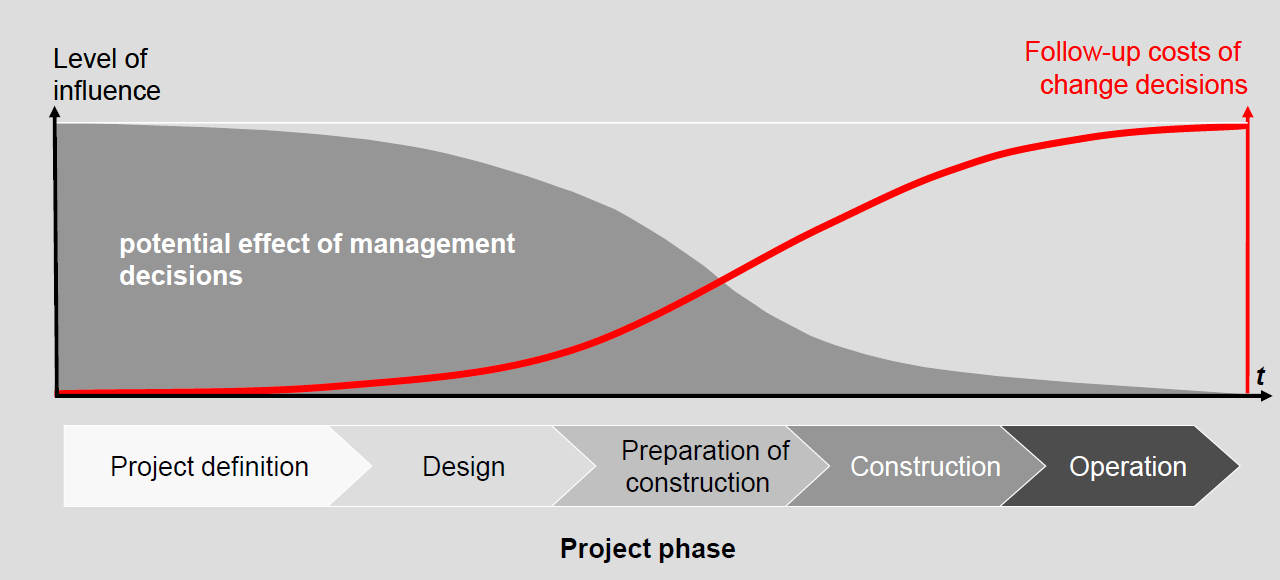 Level of
influence
Follow-up costs of
change decisions
potential effect of management
decisions
t
Project definition
Design
Preparation of
construction
Construction
Operation
Project phase